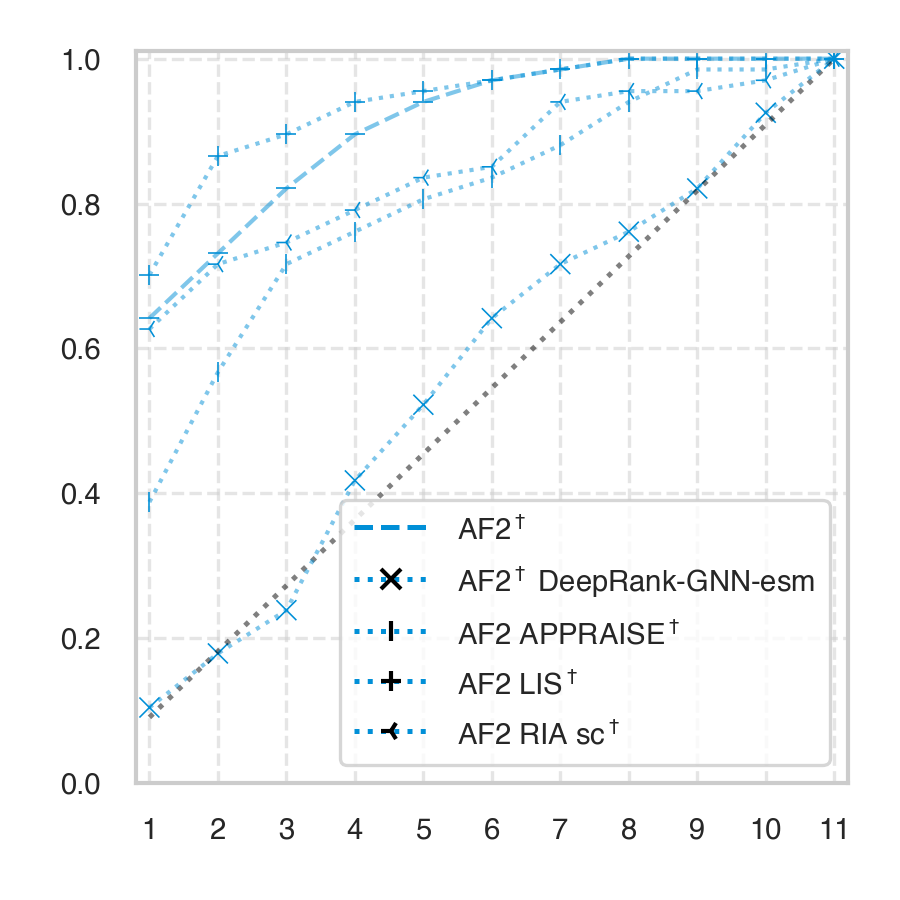 1.0
0.8
0.6
0.4
0.2
0.0
AF2†
AF2† DeepRank-GNN-esm
AF2 APPRAISE†
AF2 LIS†
AF2 RIA sc†
1 2 3 4 5 6 7 8 9 10 11